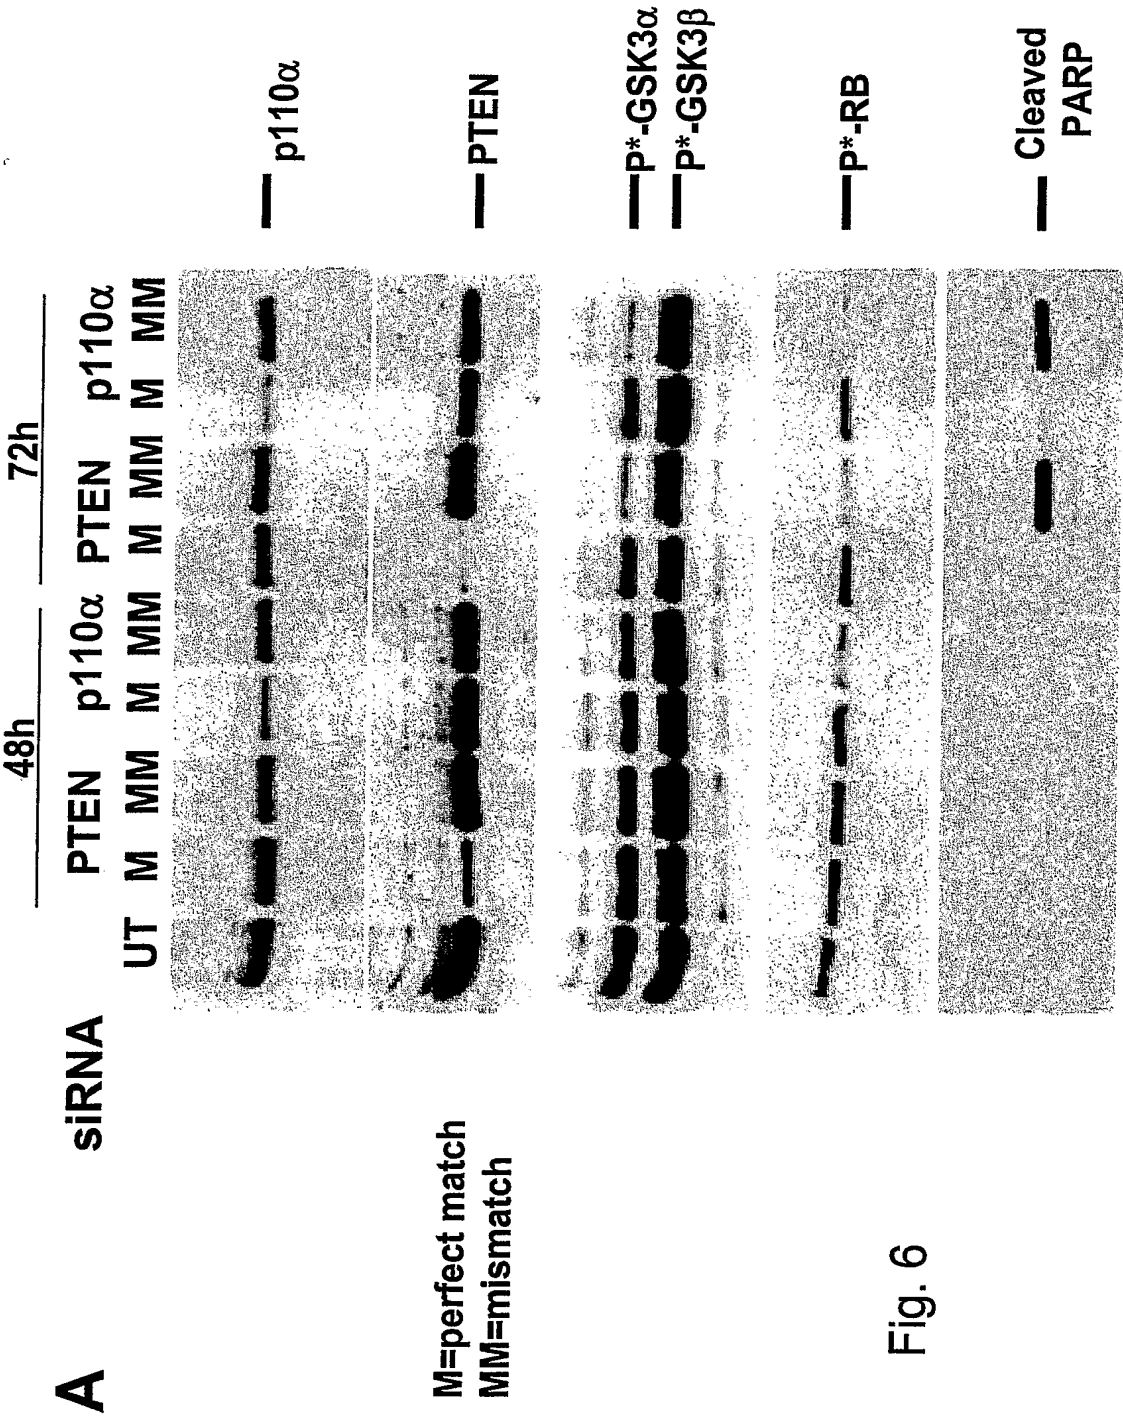 A
siRNA
48h
72h
PTEN p110α PTEN p110α
UT M MM M MM M MM M MM
p110α
PTEN
P*-GSK3α
P*-GSK3β
P*-RB
Cleaved
PARP
M=perfect match
MM=mismatch
Fig. 6